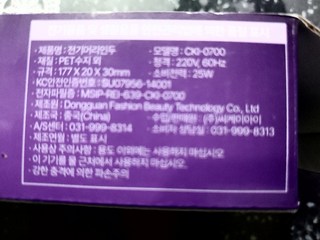 · 제품명 : 전기머리인두 · 모델명 : CKI-0700
· 재질 : PET수지 외 · 정격 : 220V, 60Hz
· 규격 : 177 X 20 X 30mm · 소비전력 : 25W
· KC안전인증번호 : SU07956-14001
· 전자파필증 : MSIP-REI-639-CKI-0700
· 제조원 : Dongguan Fashion Beauty Technology Co., Ltd
· 제조국 : 중국(China) · 수입/판매원 : (주)씨케이아이
· A/S센터 : 031-999-8314 · 소비자 상담실 : 031-999-8313
· 제조연월 : 별도 표시
· 사용상 주의사항 : 용도 이외에는 사용하지 마십시오
· 이 기기를 물 근처에서 사용하지 마십시오.
· 강한 충격에 의한 파손주의